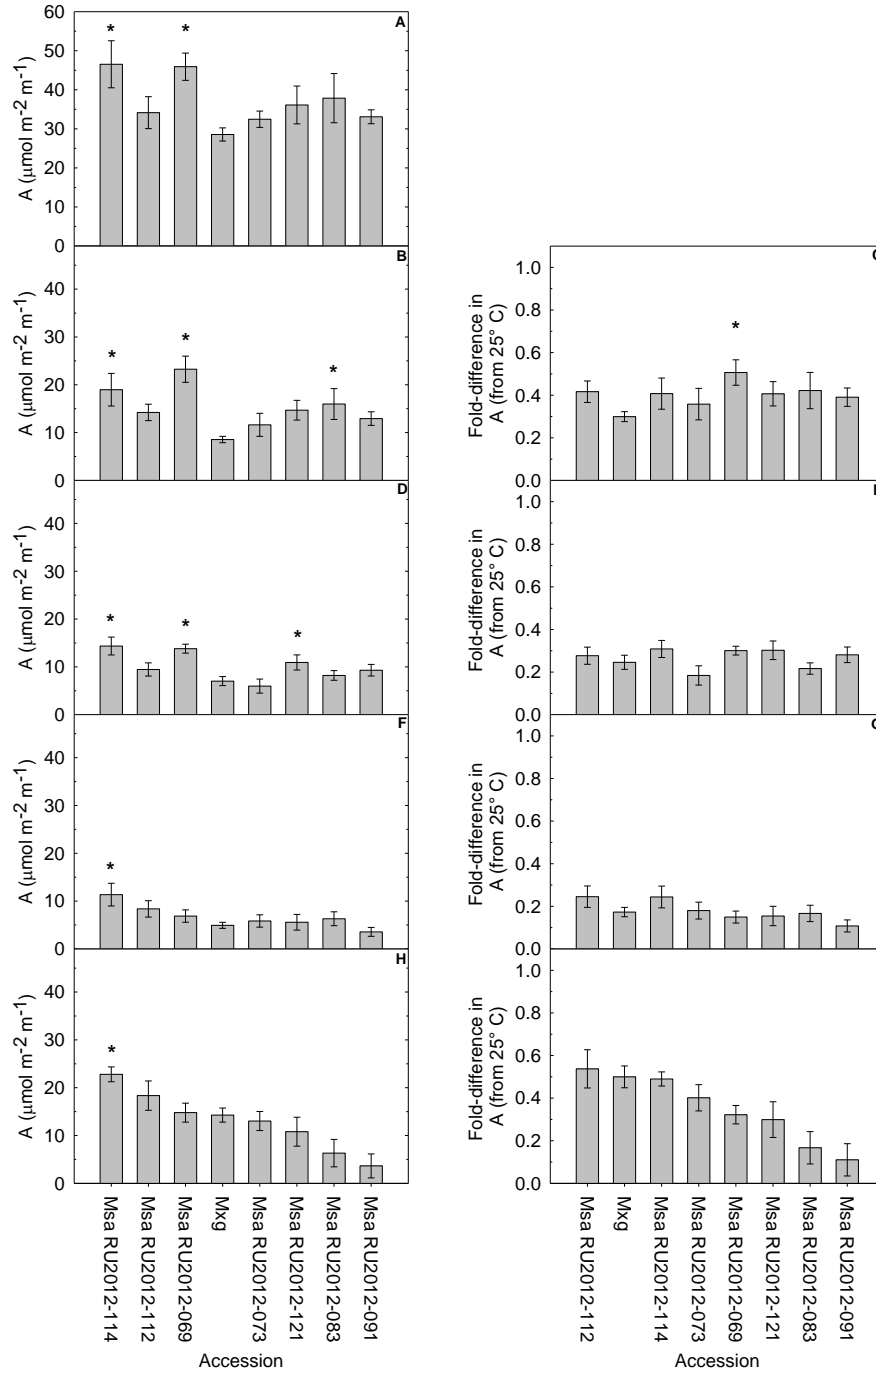 A
A (µmol m-2 m-1)
60
50
40
30
20
10
0
* *
B
A (µmol m-2 m-1)
40
30
20
10
0
* * *
Fold-difference in
A (from 25° C)
1.0
0.8
0.6
0.4
0.2
0.0
*
D
A (µmol m-2 m-1)
40
30
20
10
0
* * *
Fold-difference in
A (from 25° C)
1.0
0.8
0.6
0.4
0.2
0.0
F
A (µmol m-2 m-1)
40
30
20
10
0
*
Fold-difference in
A (from 25° C)
1.0
0.8
0.6
0.4
0.2
0.0
H
A (µmol m-2 m-1)
40
30
20
10
0
*
Msa RU2012-114
Msa RU2012-112
Msa RU2012-069
Mxg
Msa RU2012-073
Msa RU2012-121
Msa RU2012-083
Msa RU2012-091
Accession
Fold-difference in
A (from 25° C)
1.0
0.8
0.6
0.4
0.2
0.0
Msa RU2012-112
Mxg
Msa RU2012-114
Msa RU2012-073
Msa RU2012-069
Msa RU2012-121
Msa RU2012-083
Msa RU2012-091
Accession